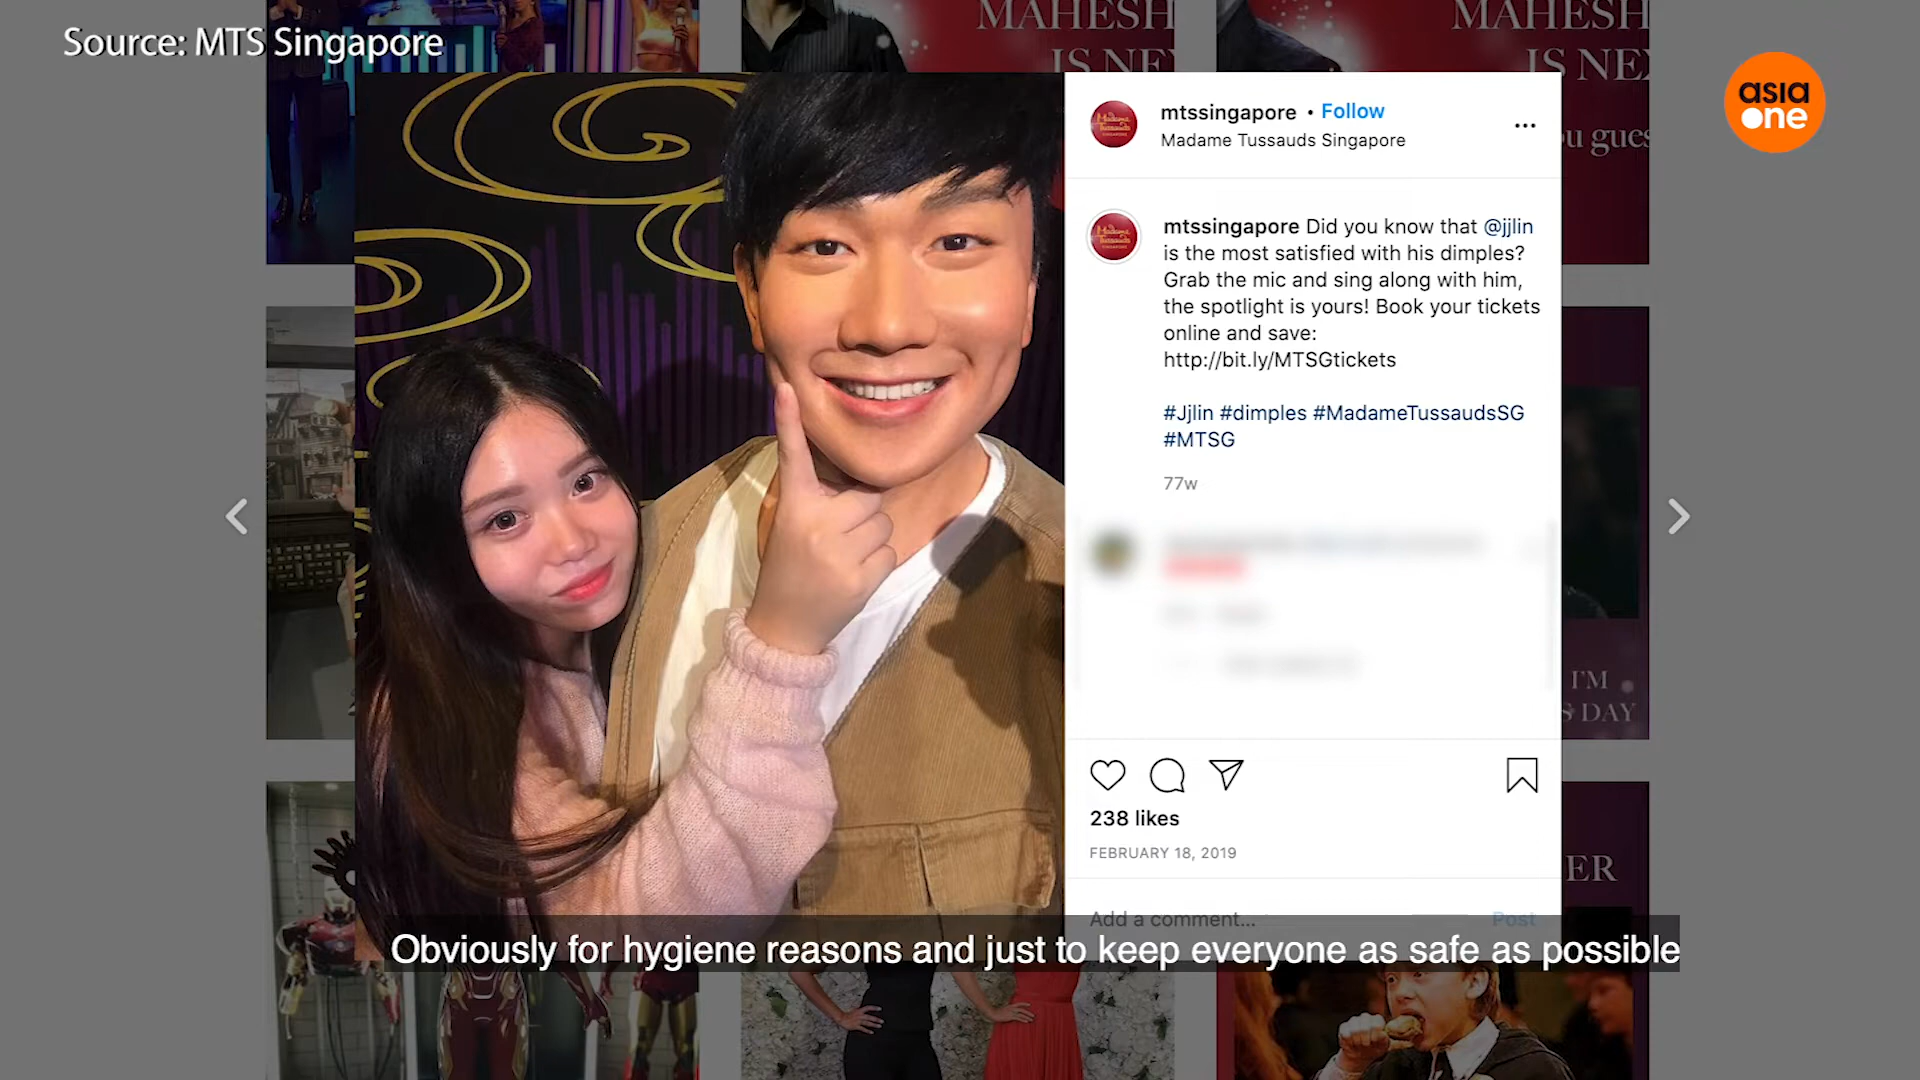 Source: MTS Singapore
MAHESH
IS NE
MAHESH
IS NE
asia
one
mtssingapore • Follow
Madame Tussauds Singapore
u gues
mtssingapore Did you know that @jjlin
is the most satisfied with his dimples?
Grab the mic and sing along with him,
the spotlight is yours! Book your tickets
online and save:
http://bit.ly/MTSGtickets
#Jjlin #dimples #MadameTussaudsSG
#MTSG
77w
I'M
DAY
238 likes
FEBRUARY 18, 2019
ER
Add a comment...
Post
Obviously for hygiene reasons and just to keep everyone as safe as possible